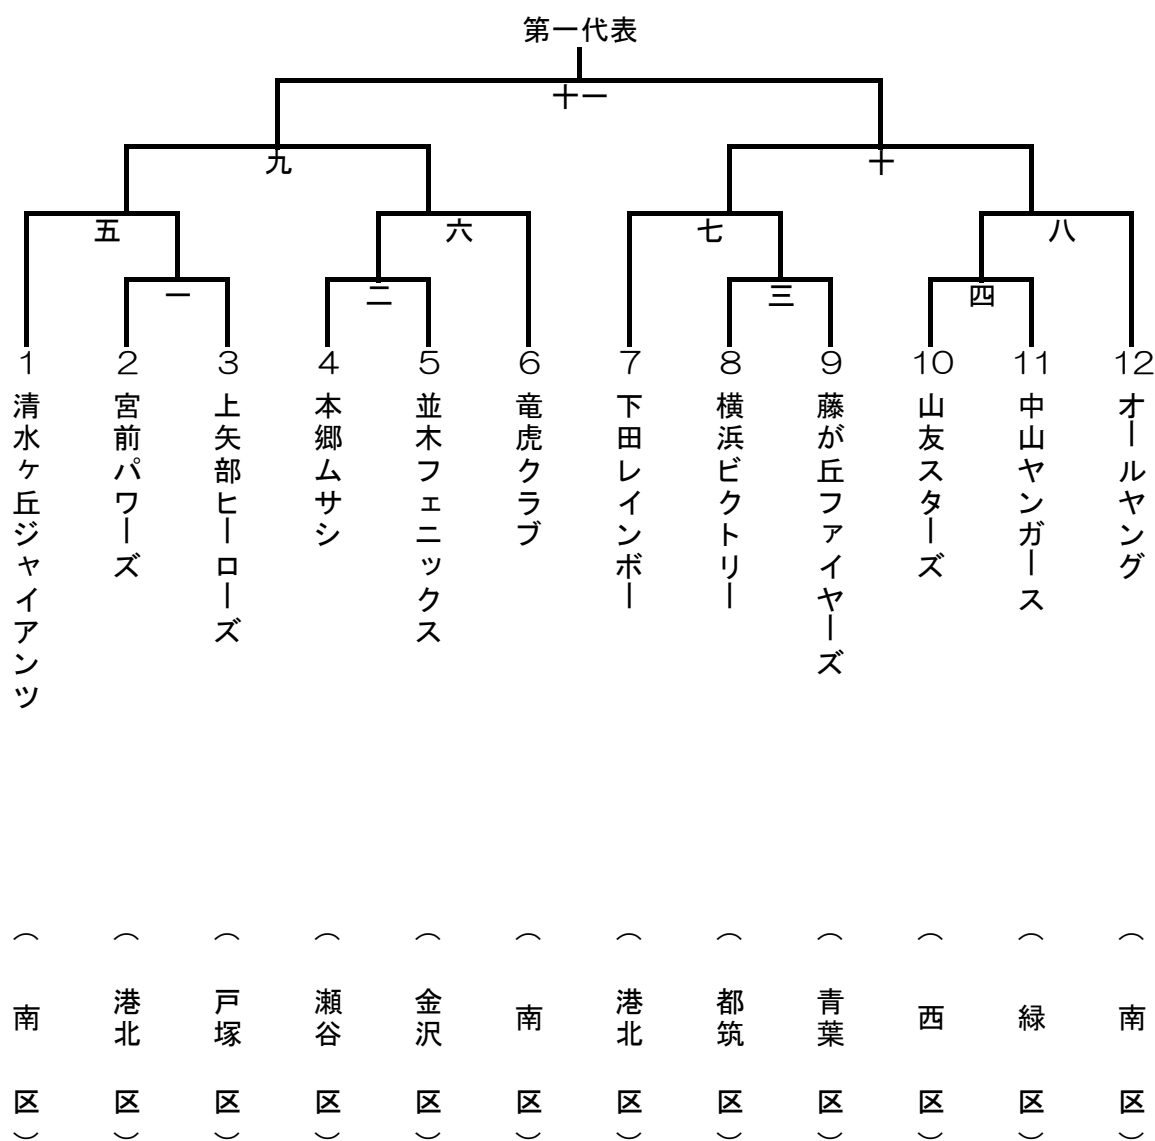 第一代表
十一
九
十
五
六
七
八
一
二
三
四
1
2
3
4
5
6
7
8
9
10
11
12
清水ヶ丘ジャイアンツ
宮前パワーズ
上矢部ヒーローズ
本郷ムサシ
並木フェニックス
竜虎クラブ
下田レインボー
横浜ビクトリー
藤が丘ファイヤーズ
山友スターズ
中山ヤンガース
オールヤング
（南区）
（港北区）
（戸塚区）
（瀬谷区）
（金沢区）
（南区）
（港北区）
（都筑区）
（青葉区）
（西区）
（緑区）
（南区）